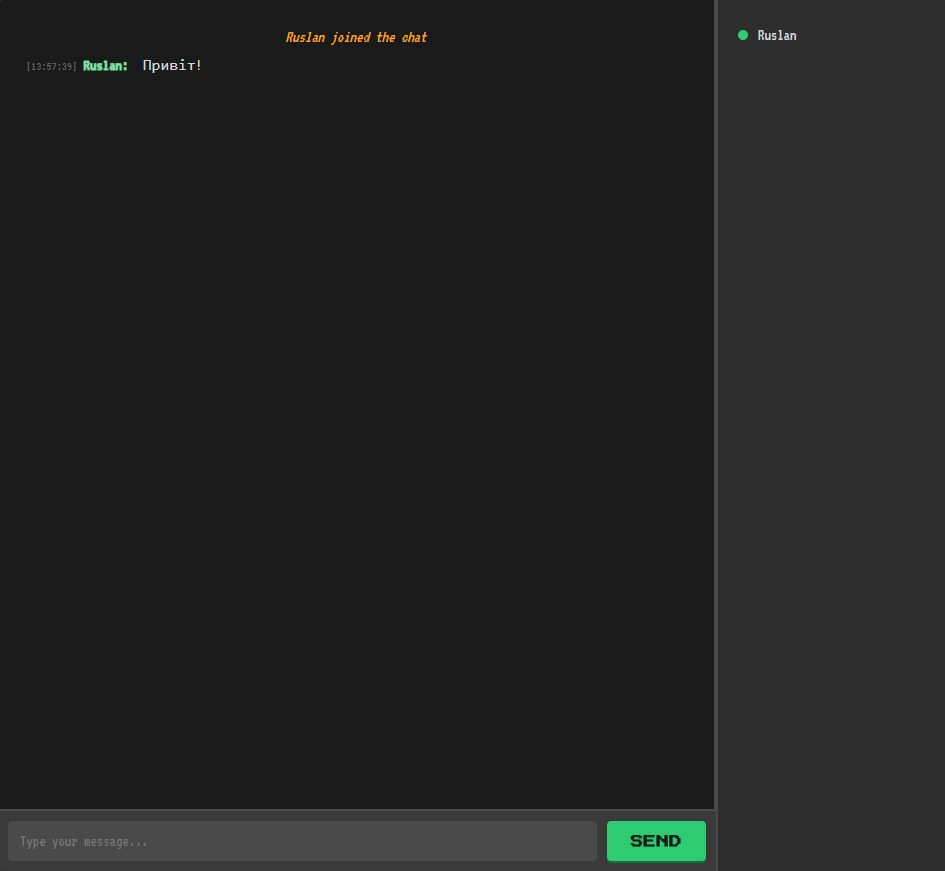 Ruslan joined the chat
[13:57:39] Ruslan: Привіт!
Ruslan
Type your message...
SEND